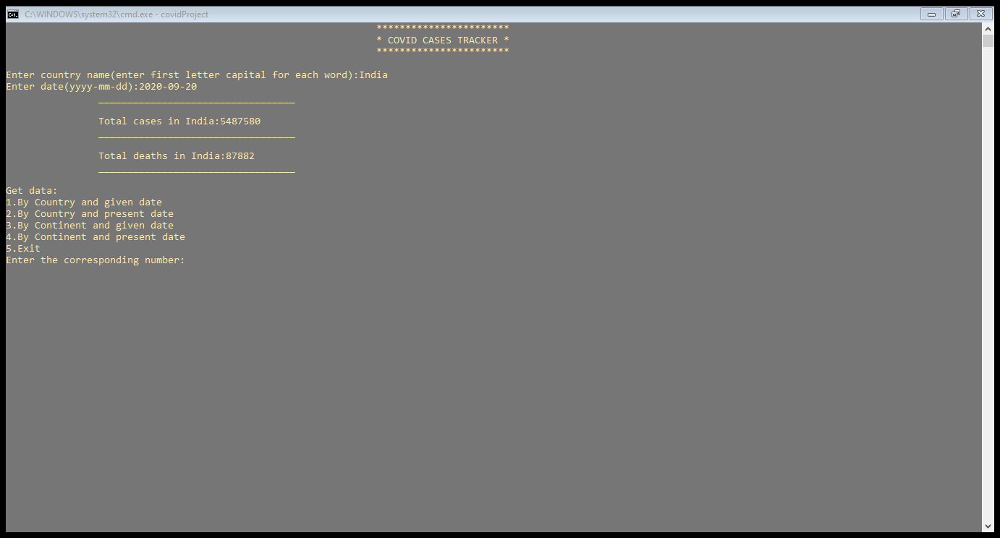 C:\WINDOWS\system32\cmd.exe - covidProject
***********************
* COVID CASES TRACKER *
***********************
Enter country name(enter first letter capital for each word):India
Enter date(yyyy-mm-dd):2020-09-20
__________________________________
Total cases in India:5487580
__________________________________
Total deaths in India:87882
__________________________________
Get data:
1.By Country and given date
2.By Country and present date
3.By Continent and given date
4.By Continent and present date
5.Exit
Enter the corresponding number: